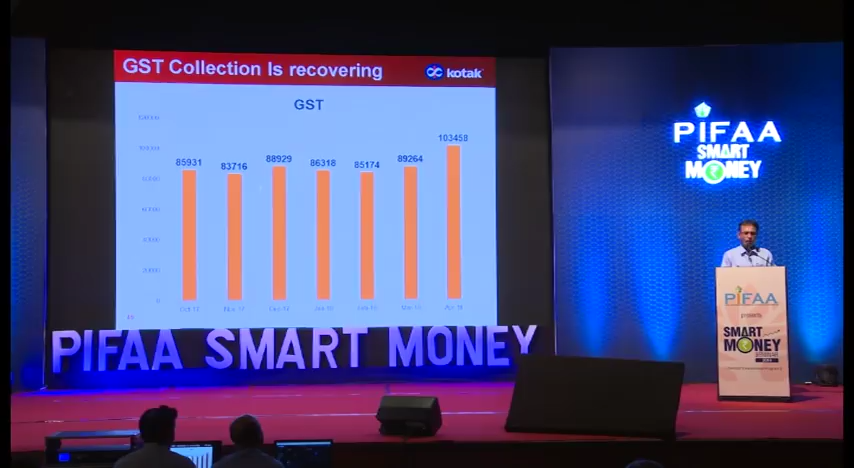 GST Collection Is recovering
kotak
GST
85931
83716
88929
86318
85174
89264
103458
PIFAA
SMART
MONEY
PIFAA SMART MONEY
PIFAA
presents
SMART
MONEY